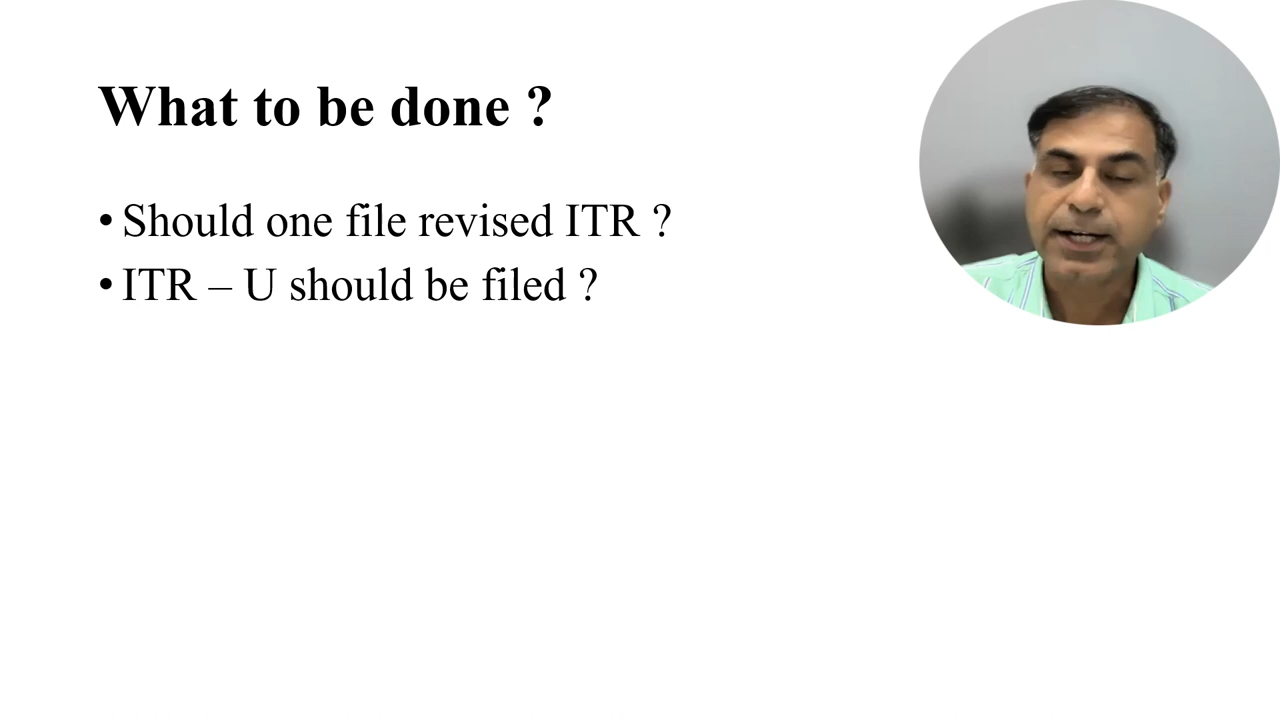 What to be done ?
• Should one file revised ITR ?
• ITR – U should be filed ?